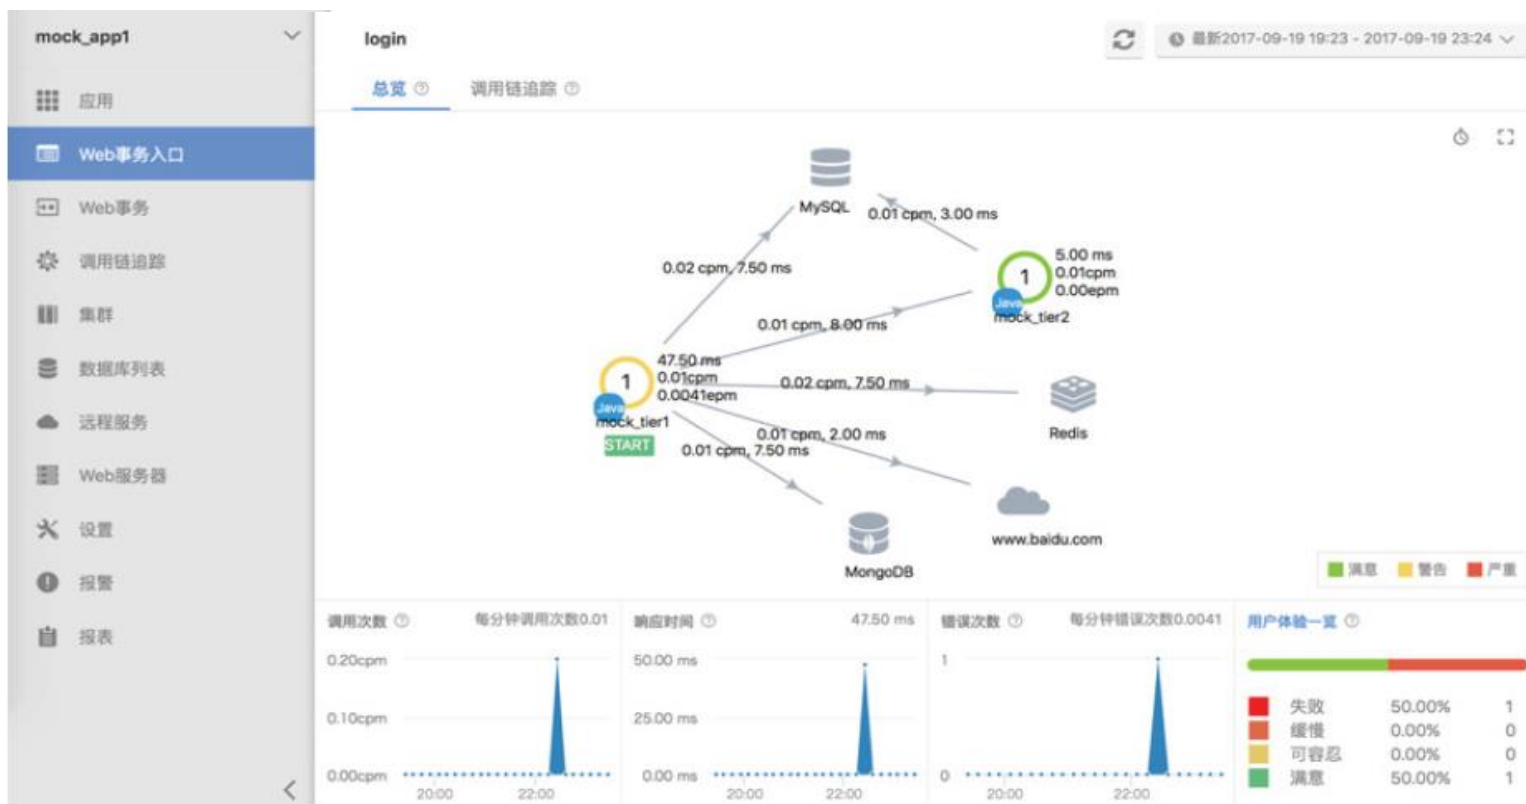 mock_app1
应用
Web事务入口
Web事务
调用链追踪
集群
数据库列表
远程服务
Web服务器
设置
报警
报表
login
最新2017-09-19 19:23 - 2017-09-19 23:24
总览
调用链追踪
MySQL
0.01 cpm, 3.00 ms
0.02 cpm, 7.50 ms
1
5.00 ms
0.01cpm
0.00epm
Java
mock_tier2
0.01 cpm, 8.00 ms
1
47.50 ms
0.01cpm
0.0041epm
Java
mock_tier1
START
0.02 cpm, 7.50 ms
Redis
0.01 cpm, 2.00 ms
0.01 cpm, 7.50 ms
www.baidu.com
MongoDB
满意 警告 严重
调用次数 每分钟调用次数0.01
0.20cpm
0.10cpm
0.00cpm
20:00 22:00
响应时间 47.50 ms
50.00 ms
25.00 ms
0.00 ms
20:00 22:00
错误次数 每分钟错误次数0.0041
1
0
20:00 22:00
用户体验一览
失败 50.00% 1
缓慢 0.00% 0
可容忍 0.00% 0
满意 50.00% 1